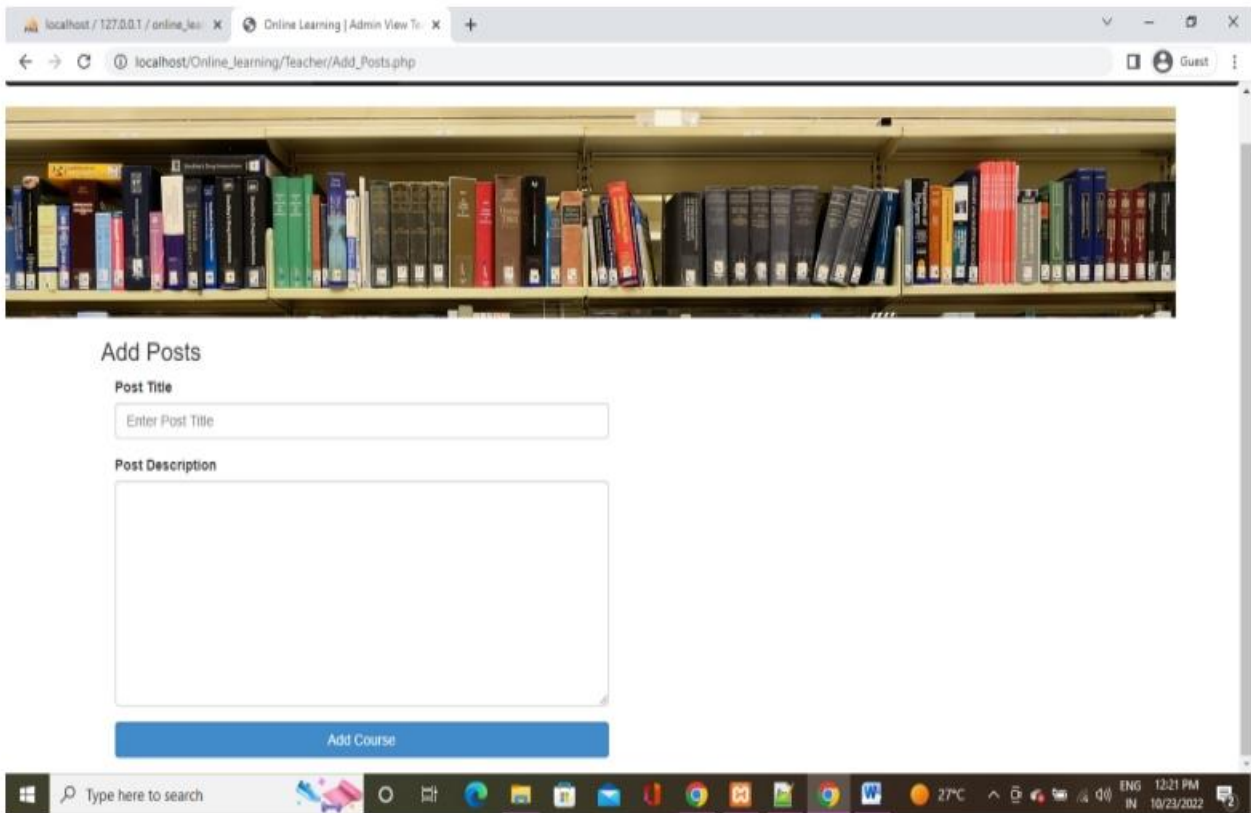 localhost / 127.0.0.1 / online_lea
Online Learning | Admin View Te
localhost/Online_learning/Teacher/Add_Posts.php
Guest
Add Posts
Post Title
Enter Post Title
Post Description
Add Course
Type here to search
27°C
ENG
IN
12:21 PM
10/23/2022
2